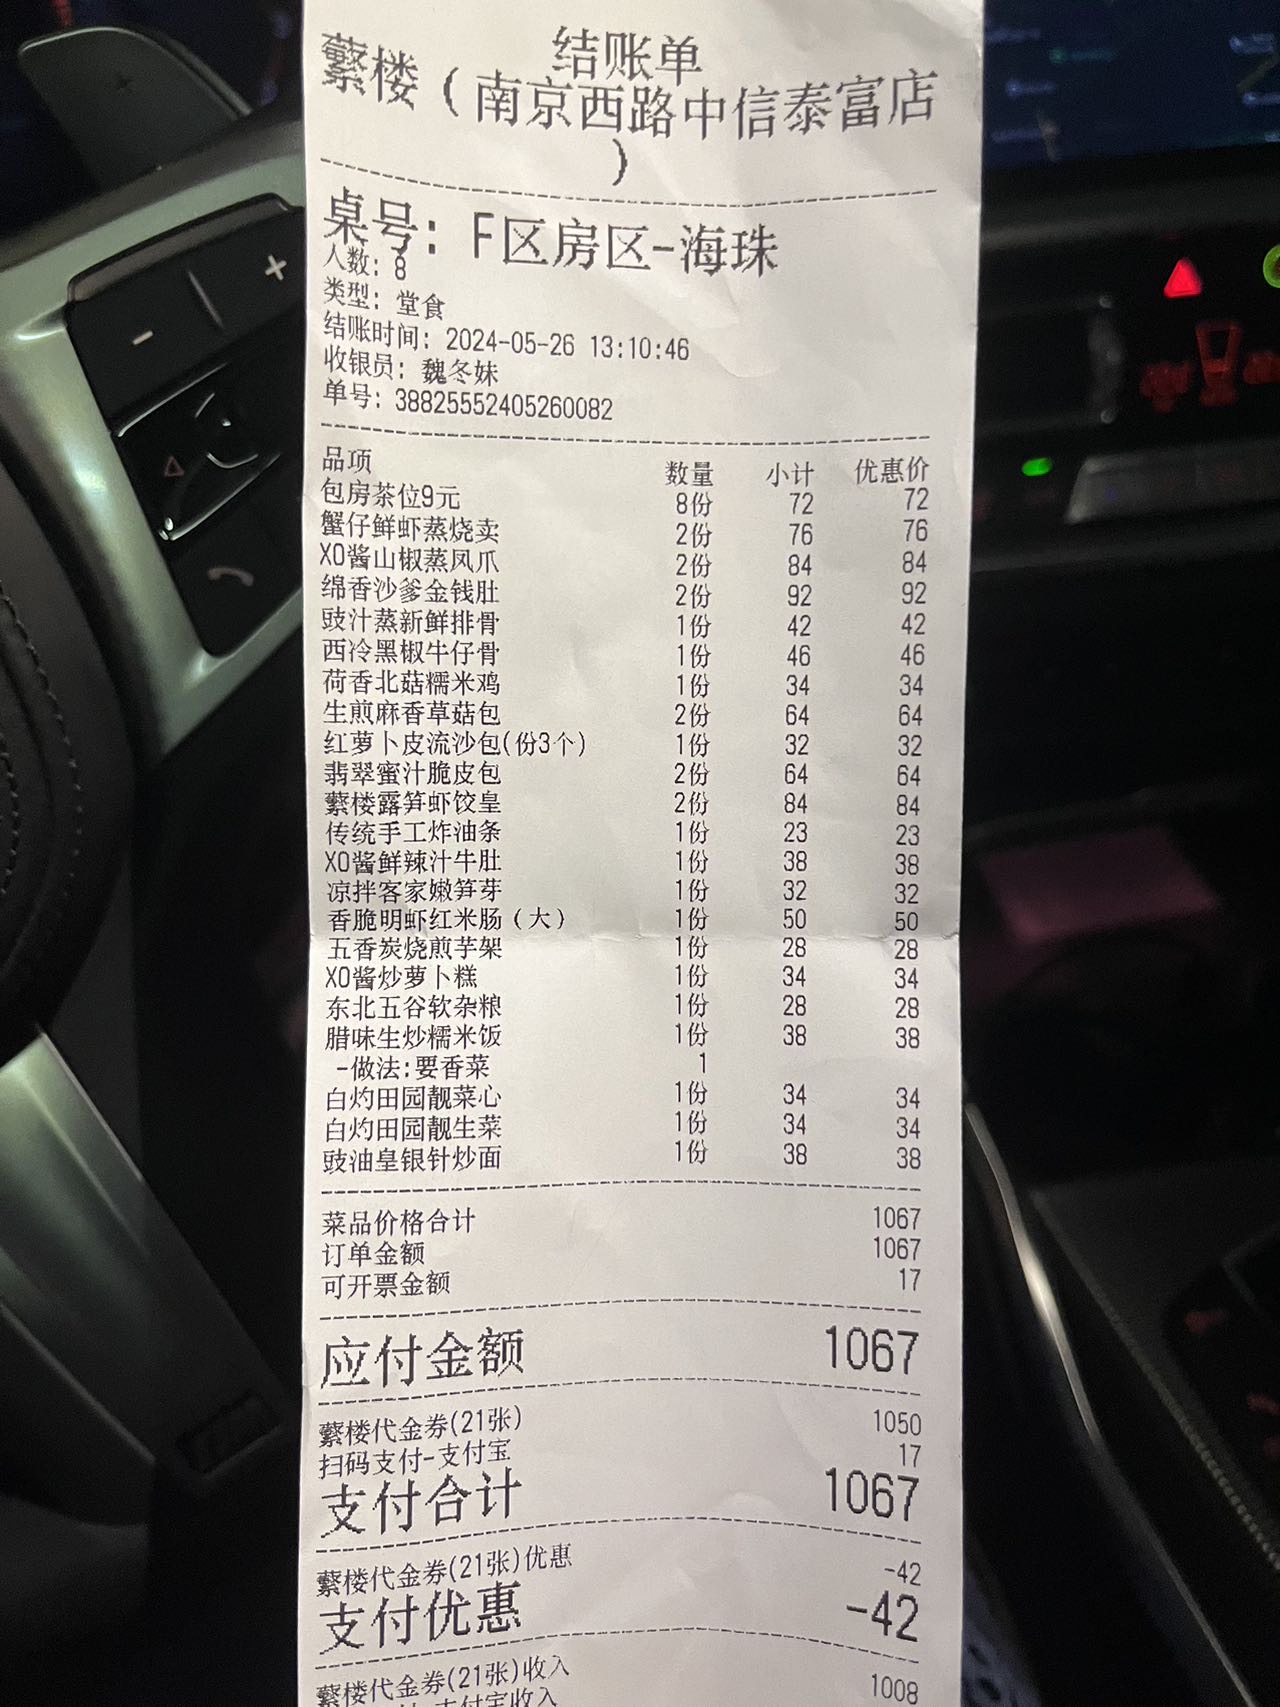 结账单
蘩楼（南京西路中信泰富店
）
桌号：F区房区-海珠
人数：8
类型：堂食
结账时间：2024-05-26 13:10:46
收银员：魏冬妹
单号：38825552405260082
品项 数量 小计 优惠价
包房茶位9元 8份 72 72
蟹仔鲜虾蒸烧卖 2份 76 76
XO酱山椒蒸凤爪 2份 84 84
绵香沙爹金钱肚 2份 92 92
豉汁蒸新鲜排骨 1份 42 42
西冷黑椒牛仔骨 1份 46 46
荷香北菇糯米鸡 1份 34 34
生煎麻香草菇包 2份 64 64
红萝卜皮流沙包(份3个) 1份 32 32
翡翠蜜汁脆皮包 2份 64 64
蘩楼露笋虾饺皇 2份 84 84
传统手工炸油条 1份 23 23
XO酱鲜辣汁牛肚 1份 38 38
凉拌客家嫩笋芽 1份 32 32
香脆明虾红米肠（大） 1份 50 50
五香炭烧煎芋架 1份 28 28
XO酱炒萝卜糕 1份 34 34
东北五谷软杂粮 1份 28 28
腊味生炒糯米饭 1份 38 38
-做法:要香菜 1
白灼田园靓菜心 1份 34 34
白灼田园靓生菜 1份 34 34
豉油皇银针炒面 1份 38 38
菜品价格合计 1067
订单金额 1067
可开票金额 17
应付金额 1067
蘩楼代金券(21张) 1050
扫码支付-支付宝 17
支付合计 1067
蘩楼代金券(21张)优惠 -42
支付优惠 -42
蘩楼代金券(21张)收入 1008
支付宝收入